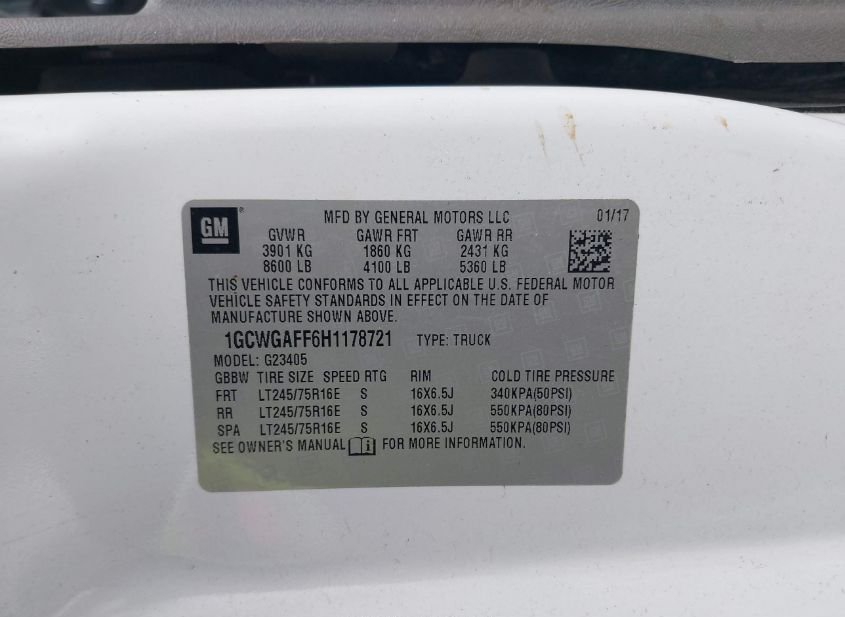 GM ® MFD BY GENERAL MOTORS LLC 01/17
GVWR GAWR FRT GAWR RR
3901 KG 1860 KG 2431 KG
8600 LB 4100 LB 5360 LB
THIS VEHICLE CONFORMS TO ALL APPLICABLE U.S. FEDERAL MOTOR
VEHICLE SAFETY STANDARDS IN EFFECT ON THE DATE OF
MANUFACTURE SHOWN ABOVE.
1GCWGAFF6H1178721 TYPE: TRUCK
MODEL: G23405
GBBW TIRE SIZE SPEED RTG RIM COLD TIRE PRESSURE
FRT LT245/75R16E S 16X6.5J 340KPA(50PSI)
RR LT245/75R16E S 16X6.5J 550KPA(80PSI)
SPA LT245/75R16E S 16X6.5J 550KPA(80PSI)
SEE OWNER'S MANUAL i FOR MORE INFORMATION.